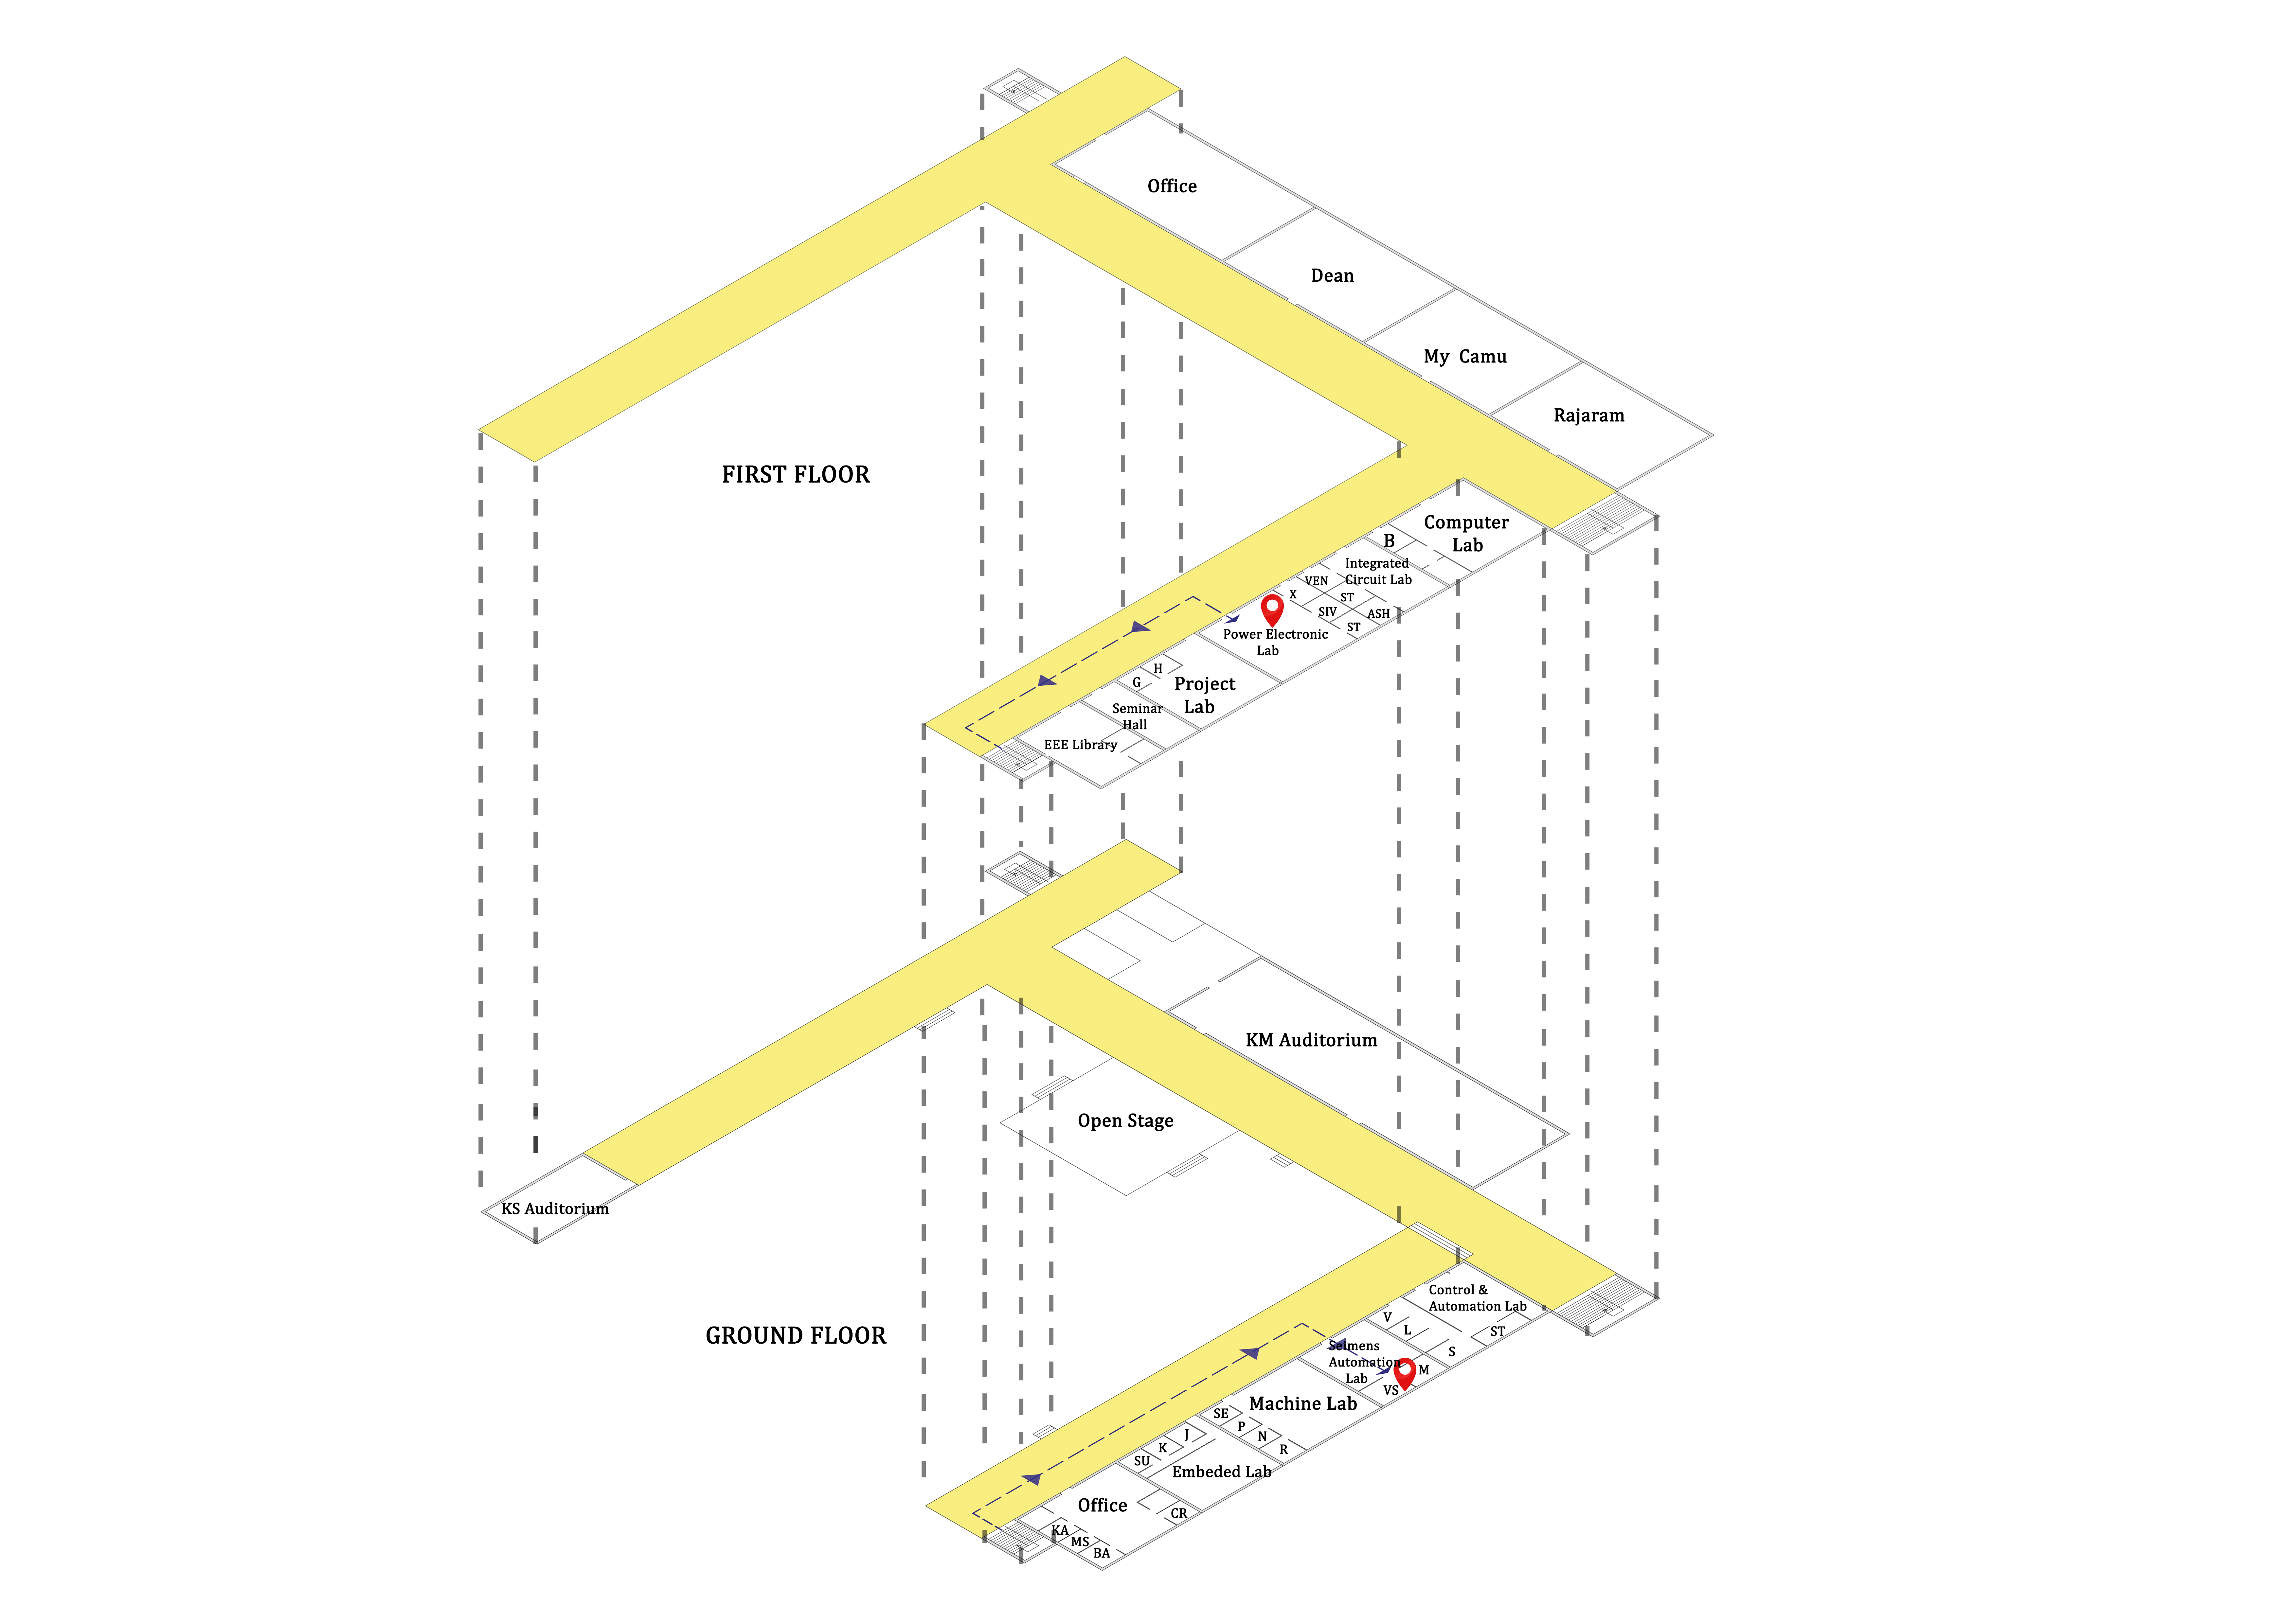 Office
Dean
My Camu
Rajaram
FIRST FLOOR
Computer
Lab
B
Integrated
Circuit Lab
VEN
X
ST
SIV
ASH
ST
Power Electronic
Lab
H
G
Project
Lab
Seminar
Hall
EEE Library
KM Auditorium
Open Stage
KS Auditorium
GROUND FLOOR
Control &
Automation Lab
V
L
ST
S
Seimens
Automation
Lab
M
VS
Machine Lab
SE
P
N
R
J
K
SU
Embeded Lab
Office
CR
KA
MS
BA